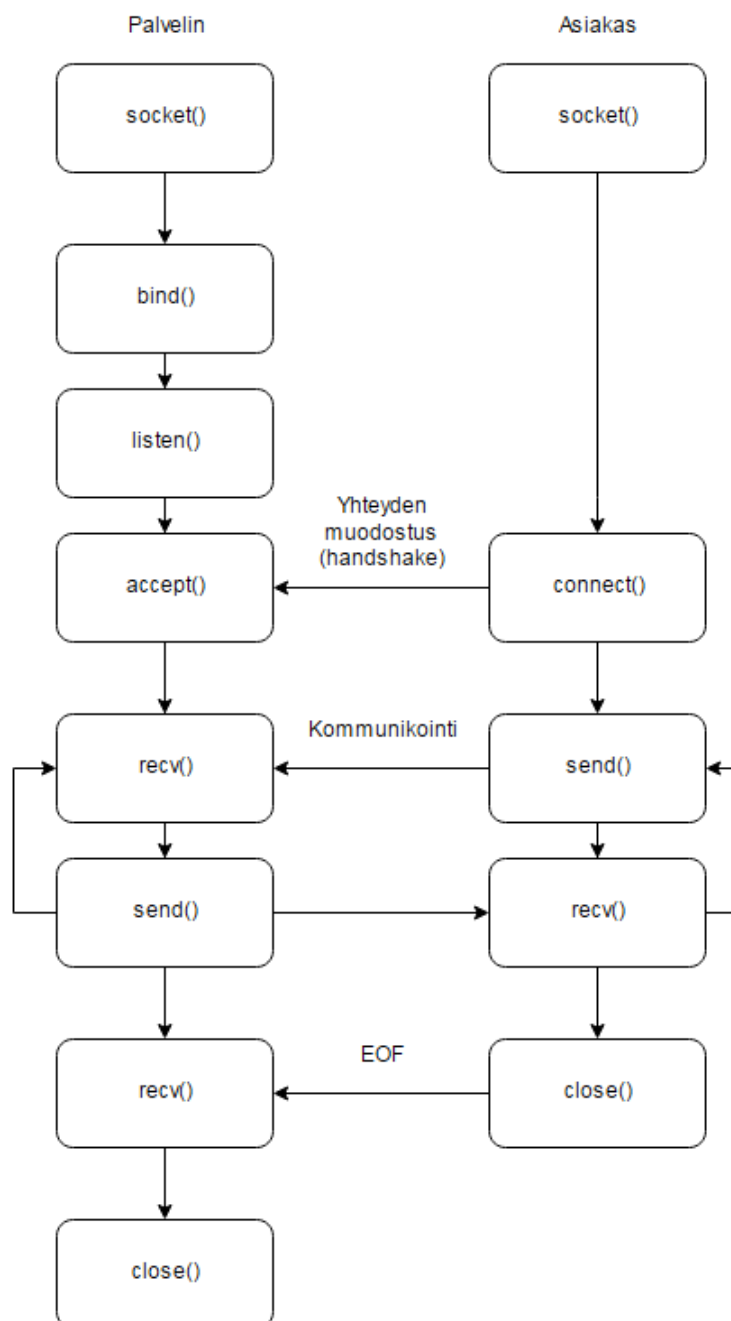 Palvelin
Asiakas
socket()
socket()
bind()
listen()
Yhteyden
muodostus
(handshake)
accept()
connect()
Kommunikointi
recv()
send()
send()
recv()
EOF
recv()
close()
close()